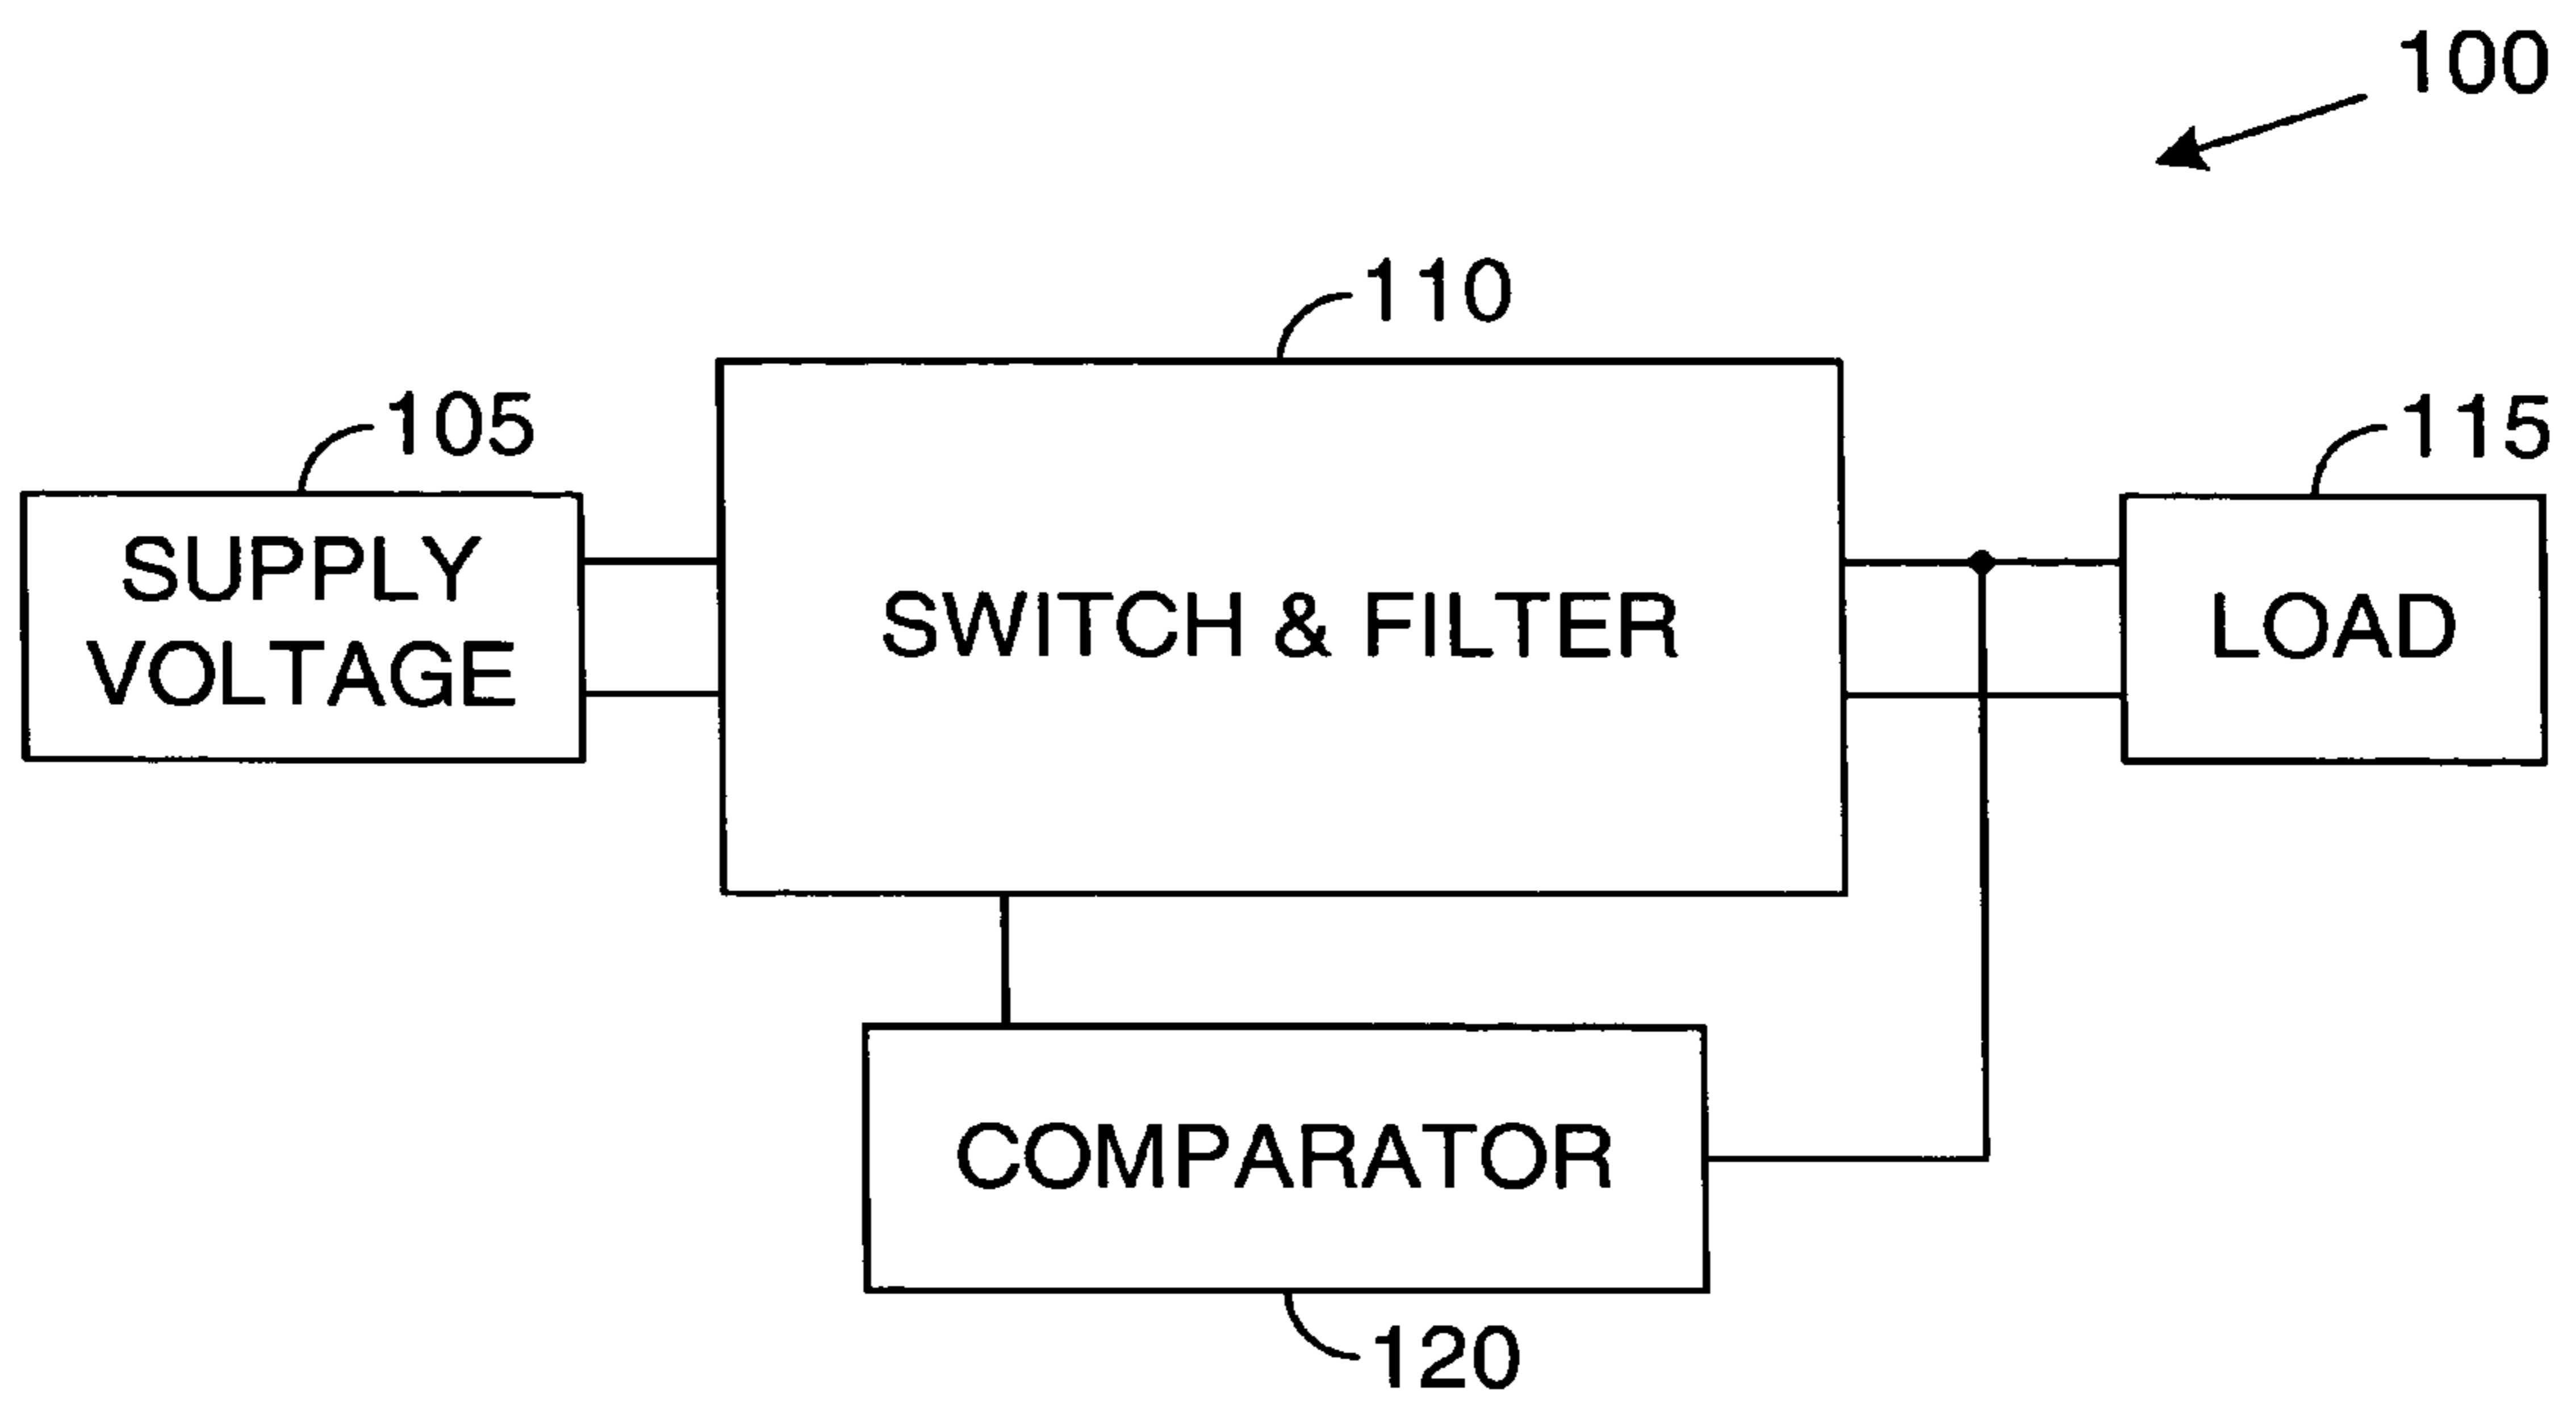 100
110
105
115
SUPPLY
VOLTAGE
SWITCH & FILTER
LOAD
COMPARATOR
120